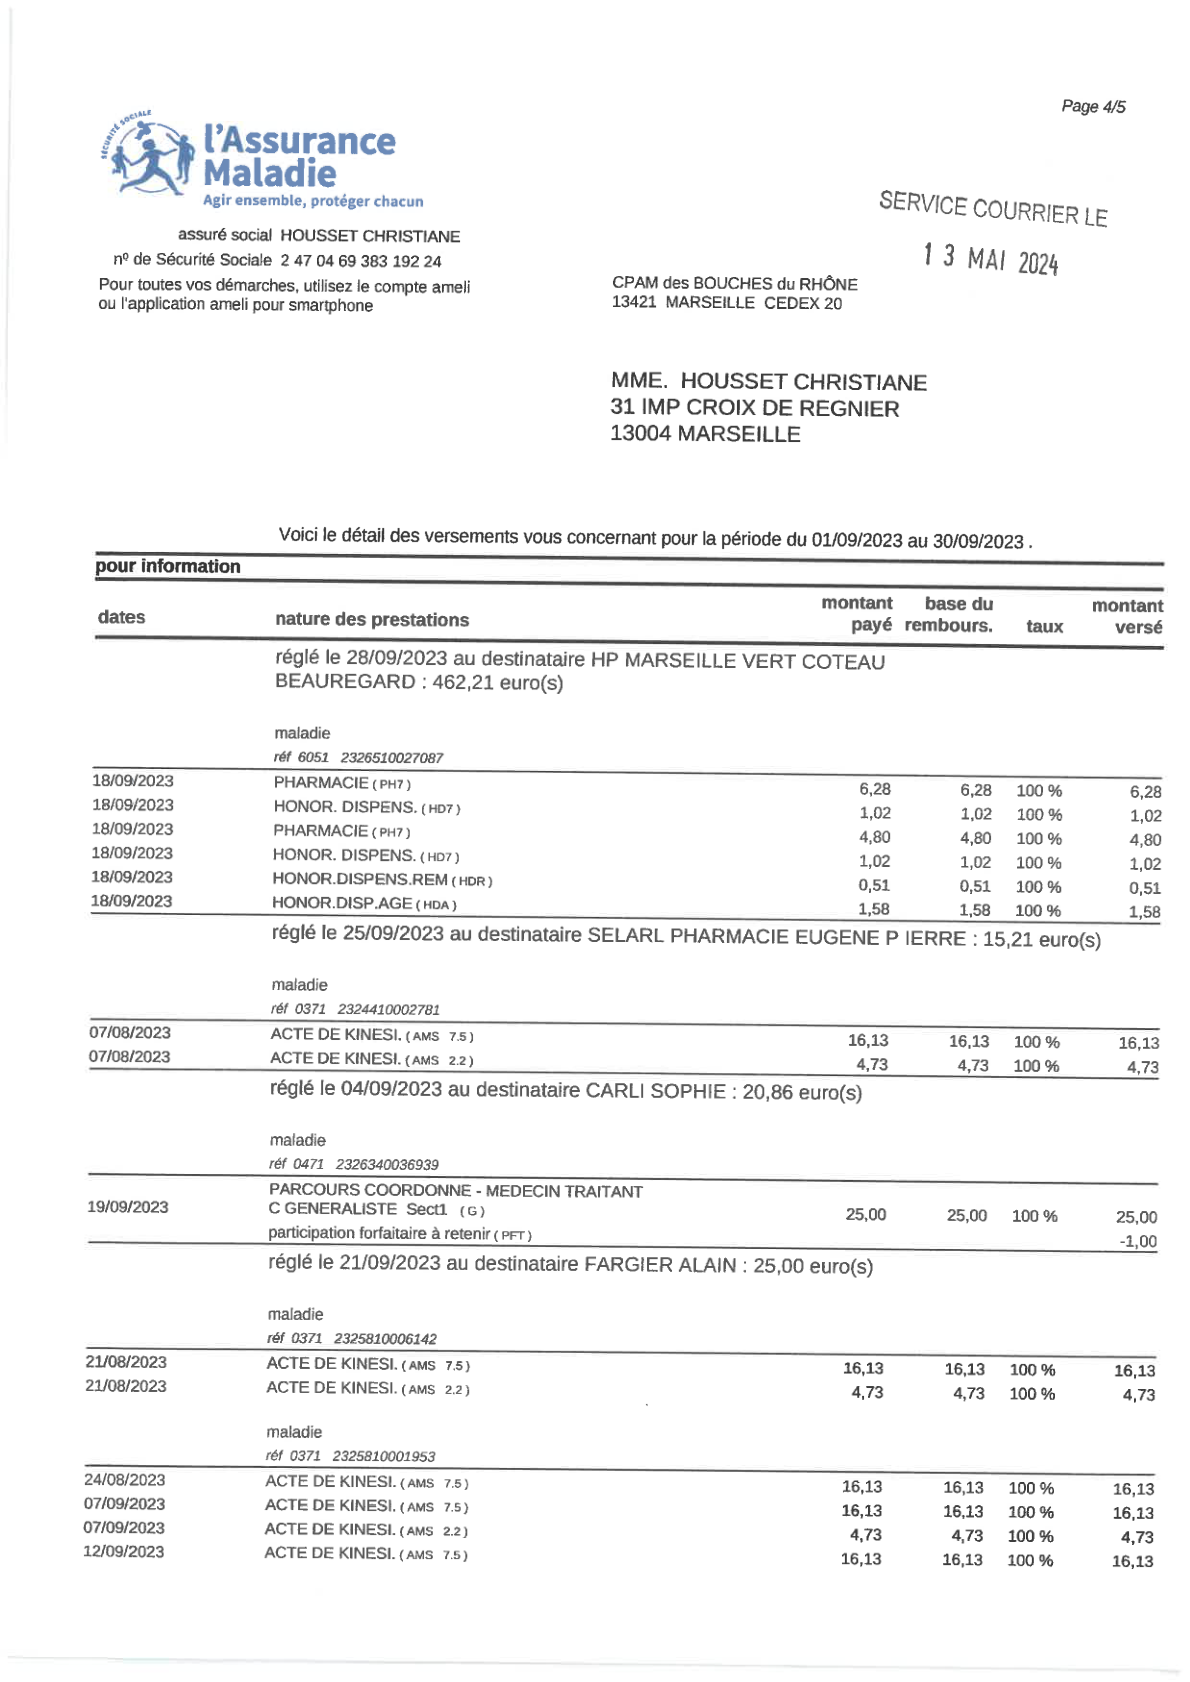 Page 4/5
SÉCURITÉ SOCIALE
l'Assurance
Maladie
Agir ensemble, protéger chacun
SERVICE COURRIER LE
13 MAI 2024
assuré social HOUSSET CHRISTIANE
nº de Sécurité Sociale 2 47 04 69 383 192 24
Pour toutes vos démarches, utilisez le compte ameli
ou l'application ameli pour smartphone
CPAM des BOUCHES du RHÔNE
13421 MARSEILLE CEDEX 20
MME. HOUSSET CHRISTIANE
31 IMP CROIX DE REGNIER
13004 MARSEILLE
Voici le détail des versements vous concernant pour la période du 01/09/2023 au 30/09/2023 .
pour information
dates nature des prestations montant payé base du rembours. taux montant versé
réglé le 28/09/2023 au destinataire HP MARSEILLE VERT COTEAU
BEAUREGARD : 462,21 euro(s)
maladie
réf 6051 2326510027087
18/09/2023 PHARMACIE ( PH7 ) 6,28 6,28 100 % 6,28
18/09/2023 HONOR. DISPENS. ( HD7 ) 1,02 1,02 100 % 1,02
18/09/2023 PHARMACIE ( PH7 ) 4,80 4,80 100 % 4,80
18/09/2023 HONOR. DISPENS. ( HD7 ) 1,02 1,02 100 % 1,02
18/09/2023 HONOR.DISPENS.REM ( HDR ) 0,51 0,51 100 % 0,51
18/09/2023 HONOR.DISP.AGE ( HDA ) 1,58 1,58 100 % 1,58
réglé le 25/09/2023 au destinataire SELARL PHARMACIE EUGENE P IERRE : 15,21 euro(s)
maladie
réf 0371 2324410002781
07/08/2023 ACTE DE KINESI. ( AMS 7.5 ) 16,13 16,13 100 % 16,13
07/08/2023 ACTE DE KINESI. ( AMS 2.2 ) 4,73 4,73 100 % 4,73
réglé le 04/09/2023 au destinataire CARLI SOPHIE : 20,86 euro(s)
maladie
réf 0471 2326340036939
PARCOURS COORDONNE - MEDECIN TRAITANT
19/09/2023 C GENERALISTE Sect1 ( G ) 25,00 25,00 100 % 25,00
participation forfaitaire à retenir ( PFT ) -1,00
réglé le 21/09/2023 au destinataire FARGIER ALAIN : 25,00 euro(s)
maladie
réf 0371 2325810006142
21/08/2023 ACTE DE KINESI. ( AMS 7.5 ) 16,13 16,13 100 % 16,13
21/08/2023 ACTE DE KINESI. ( AMS 2.2 ) 4,73 4,73 100 % 4,73
maladie
réf 0371 2325810001953
24/08/2023 ACTE DE KINESI. ( AMS 7.5 ) 16,13 16,13 100 % 16,13
07/09/2023 ACTE DE KINESI. ( AMS 7.5 ) 16,13 16,13 100 % 16,13
07/09/2023 ACTE DE KINESI. ( AMS 2.2 ) 4,73 4,73 100 % 4,73
12/09/2023 ACTE DE KINESI. ( AMS 7.5 ) 16,13 16,13 100 % 16,13